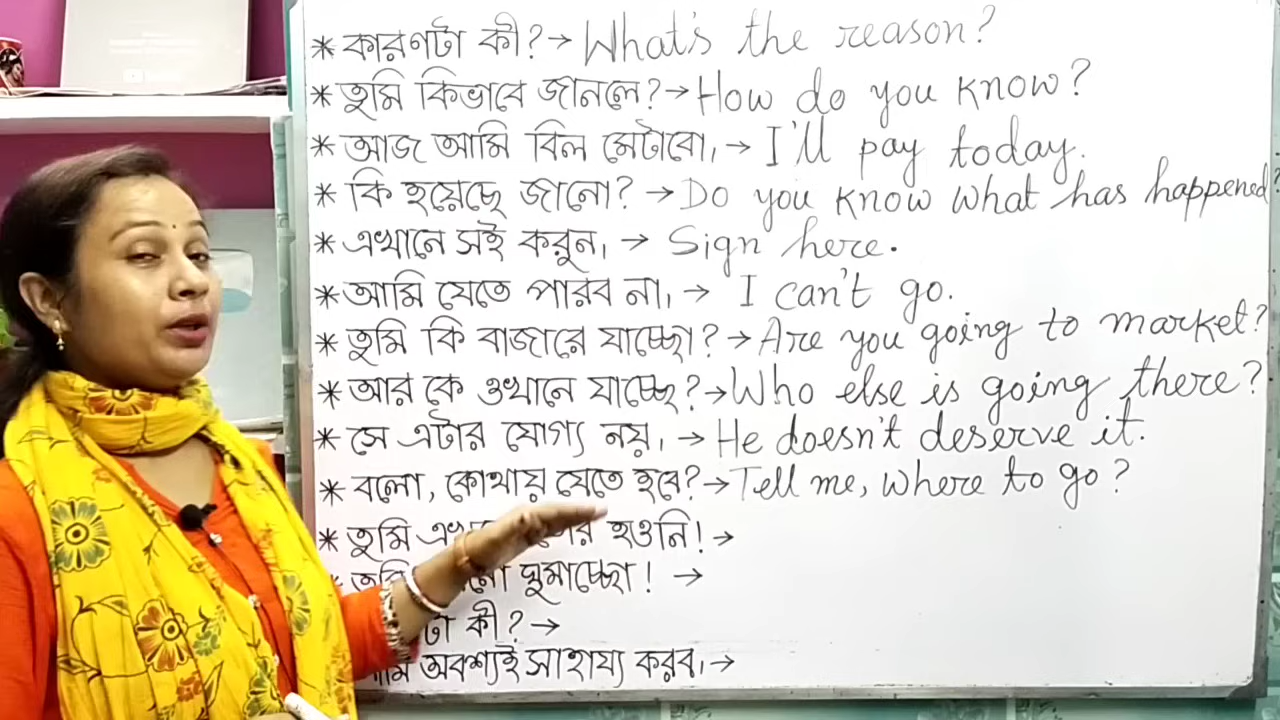 * কারণটা কী? → What's the reason?
* তুমি কিভাবে জানলে? → How do you know?
* আজ আমি বিল মেটাবো, → I'll pay today.
* কি হয়েছে জানো? → Do you know what has happened?
* এখানে সই করুন, → Sign here.
* আমি যেতে পারব না, → I can't go.
* তুমি কি বাজারে যাচ্ছো? → Are you going to market?
* আর কে ওখানে যাচ্ছে? → Who else is going there?
* সে এটার যোগ্য নয়, → He doesn't deserve it.
* বলো, কোথায় যেতে হবে? → Tell me, where to go?
* তুমি হওনি! →
ঘুমাচ্ছো! →
কী? →
অবশ্যই সাহায্য করব, →